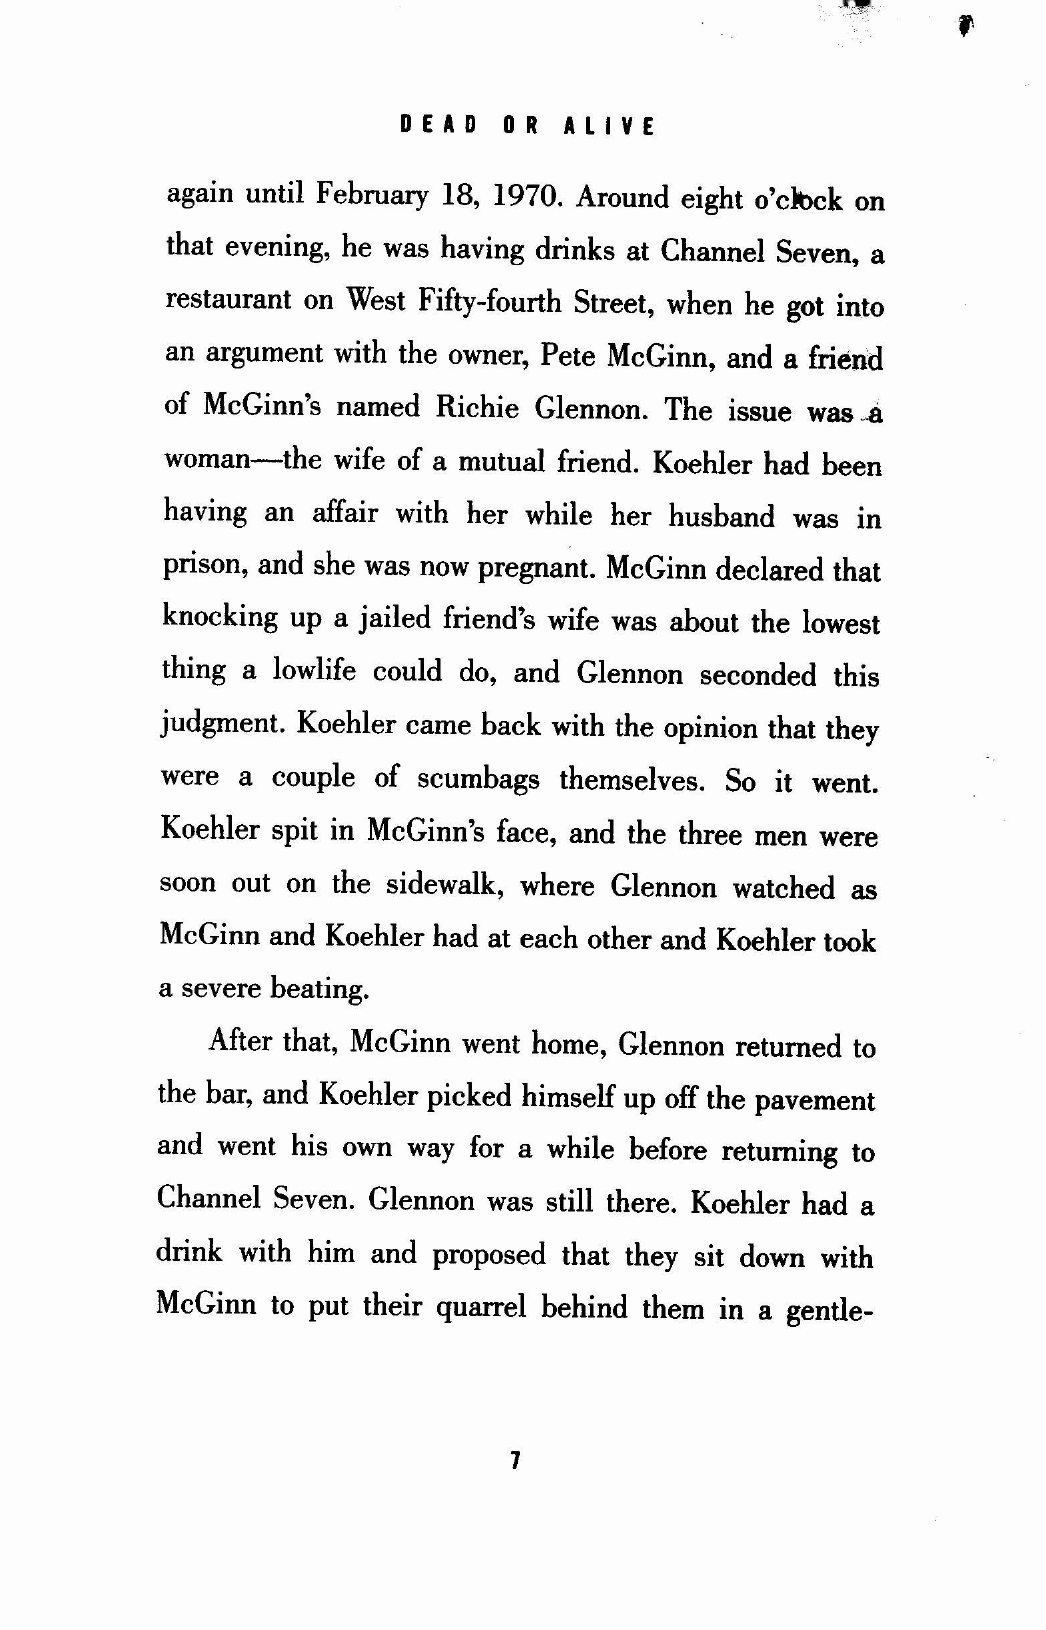 DEAD OR ALIVE
again until February 18, 1970. Around eight o'clock on
that evening, he was having drinks at Channel Seven, a
restaurant on West Fifty-fourth Street, when he got into
an argument with the owner, Pete McGinn, and a friend
of McGinn's named Richie Glennon. The issue was a
woman—the wife of a mutual friend. Koehler had been
having an affair with her while her husband was in
prison, and she was now pregnant. McGinn declared that
knocking up a jailed friend's wife was about the lowest
thing a lowlife could do, and Glennon seconded this
judgment. Koehler came back with the opinion that they
were a couple of scumbags themselves. So it went.
Koehler spit in McGinn's face, and the three men were
soon out on the sidewalk, where Glennon watched as
McGinn and Koehler had at each other and Koehler took
a severe beating.
After that, McGinn went home, Glennon returned to
the bar, and Koehler picked himself up off the pavement
and went his own way for a while before returning to
Channel Seven. Glennon was still there. Koehler had a
drink with him and proposed that they sit down with
McGinn to put their quarrel behind them in a gentle-
7